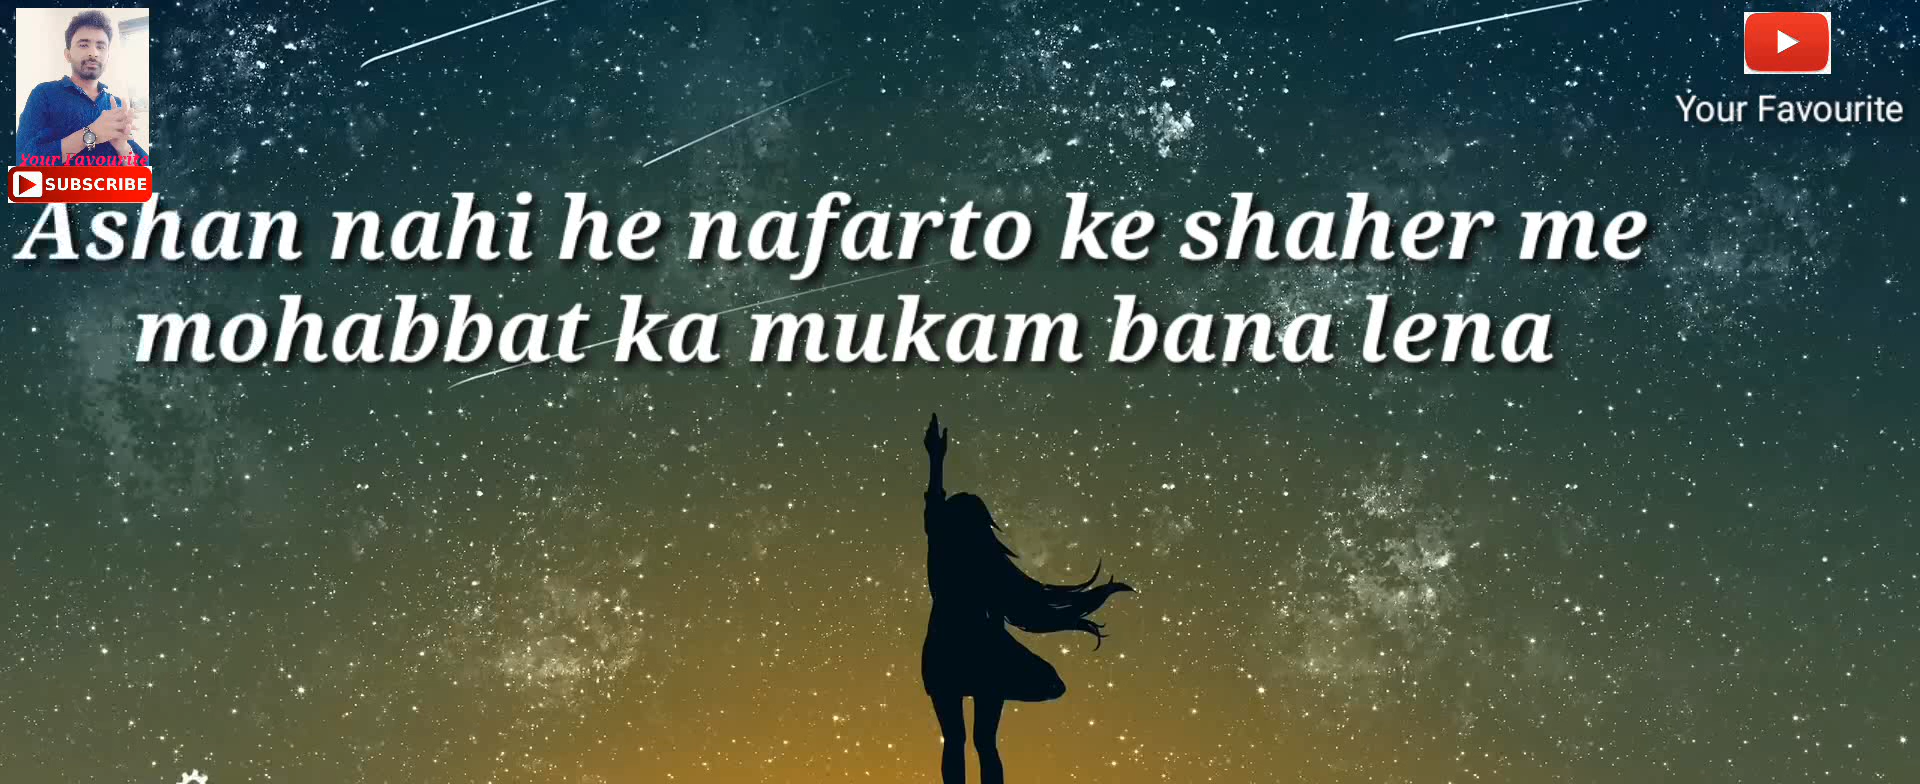 Your Favourite
SUBSCRIBE
Your Favourite
Ashan nahi he nafarto ke shaher me
mohabbat ka mukam bana lena